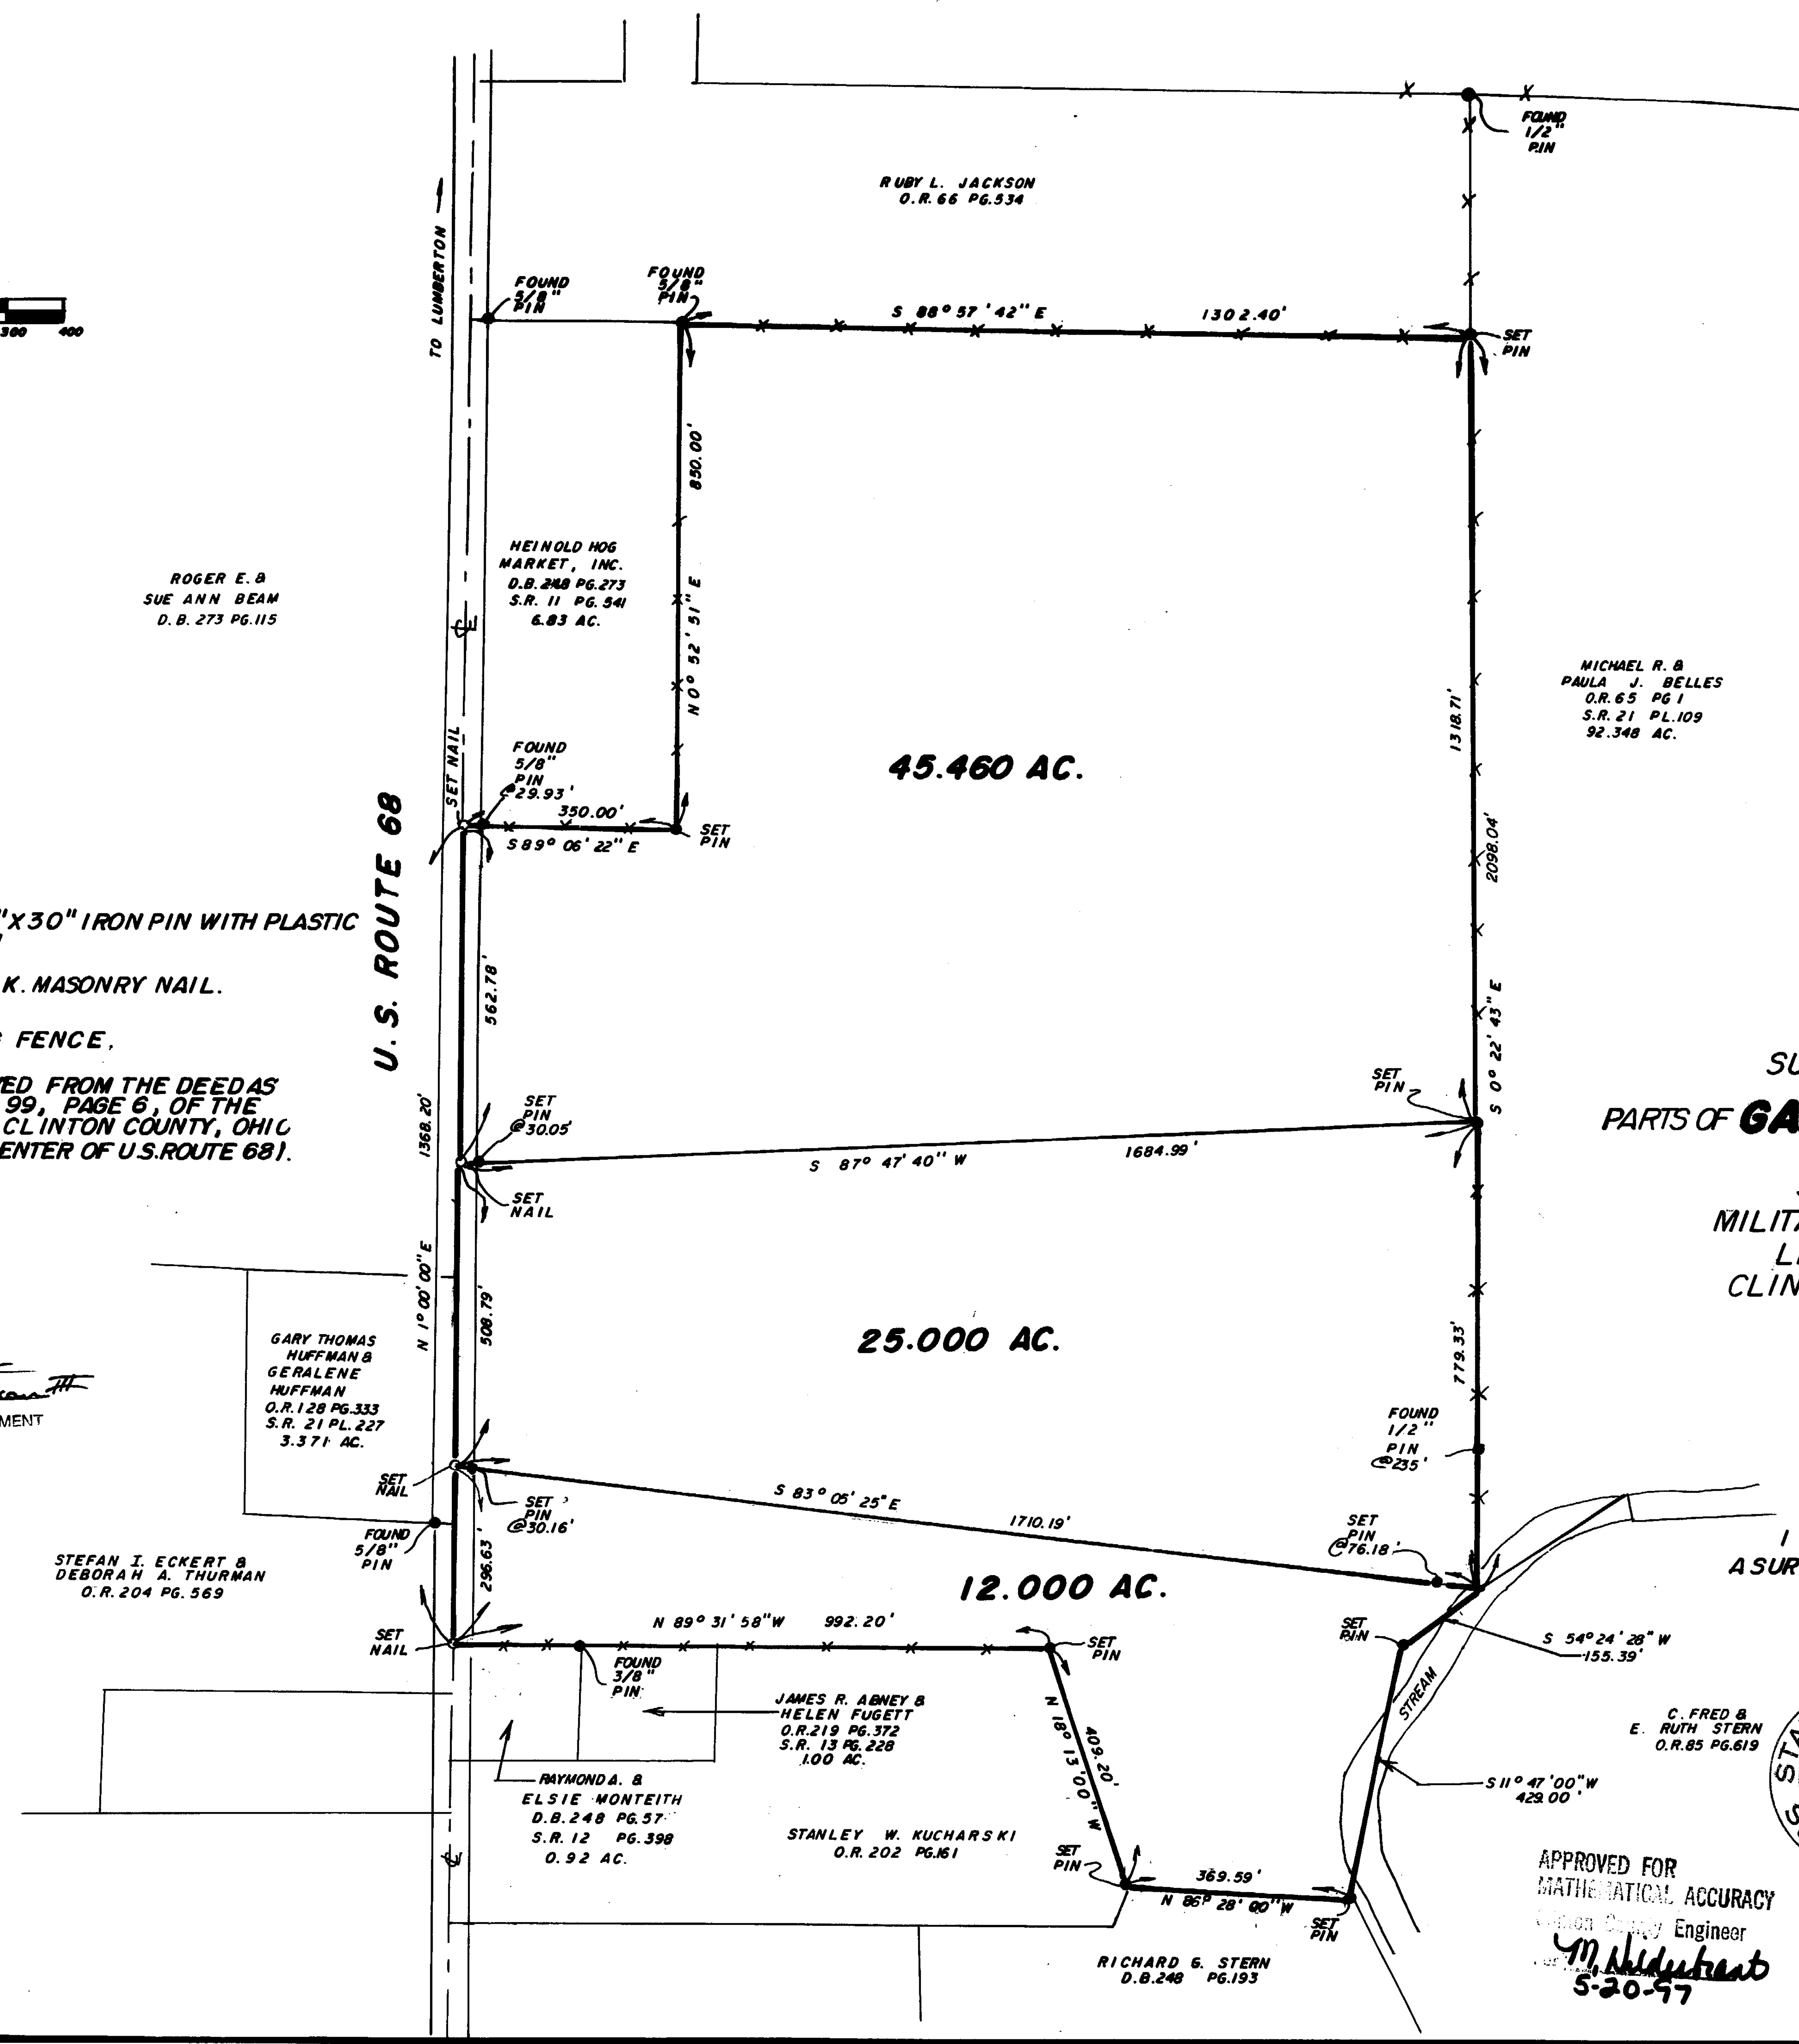 FOUND
1/2"
PIN
RUBY L. JACKSON
O.R. 66 PG.534
TO LUMBERTON
300 400
FOUND
5/8"
PIN
FOUND
5/8"
PIN
S 88° 57' 42" E 1302.40'
SET
PIN
850.00'
N 0° 52' 51" E
HEINOLD HOG
MARKET, INC.
D.B. PG.273
S.R. 11 PG. 541
6.83 AC.
ROGER E. &
SUE ANN BEAM
D.B. 273 PG.115
MICHAEL R. &
PAULA J. BELLES
O.R. 65 PG 1
S.R. 21 PL.109
92.348 AC.
1318.71'
45.460 AC.
SET NAIL
FOUND
5/8"
PIN
@29.93'
350.00'
S 89° 06' 22" E
SET
PIN
2098.04'
U.S. ROUTE 68
"X30" IRON PIN WITH PLASTIC
K. MASONRY NAIL.
FENCE,
ED FROM THE DEED AS
99, PAGE 6, OF THE
CLINTON COUNTY, OHIO
ENTER OF U.S. ROUTE 68).
562.78'
S 0° 22' 43" E
SU
PARTS OF GA
SET
PIN
1368.20'
SET
PIN
@30.05'
S 87° 47' 40" W 1684.99'
SET
NAIL
MILITA
CLIN
N 1° 00' 00" E
508.79'
25.000 AC.
779.33'
GARY THOMAS
HUFFMAN &
GERALENE
HUFFMAN
O.R. 128 PG.333
S.R. 21 PL. 227
3.371 AC.
III
MENT
FOUND
1/2"
PIN
@235'
SET
NAIL
SET
PIN
@30.16'
S 83° 05' 25" E
1710.19'
SET
PIN
@76.18'
FOUND
5/8"
PIN
296.63'
STEFAN I. ECKERT &
DEBORAH A. THURMAN
O.R. 204 PG. 569
12.000 AC.
A SUR
SET
NAIL
N 89° 31' 58" W 992.20'
SET
PIN
SET
PIN
S 54° 24' 28" W
155.39'
FOUND
3/8"
PIN
JAMES R. ABNEY &
HELEN FUGETT
O.R. 219 PG. 372
S.R. 13 PG. 228
1.00 AC.
N 18° 13' 00" W
409.20'
STREAM
C. FRED &
E. RUTH STERN
O.R. 85 PG.619
STA
S
RAYMOND A. &
ELSIE MONTEITH
D.B. 248 PG. 57
S.R. 12 PG. 398
0.92 AC.
S 11° 47' 00" W
429.00'
STANLEY W. KUCHARSKI
O.R. 202 PG.161
SET
PIN
369.59'
N 86° 28' 00" W
SET
PIN
RICHARD G. STERN
D.B. 248 PG.193
APPROVED FOR
MATHEMATICAL ACCURACY
Clinton County Engineer
5-20-97